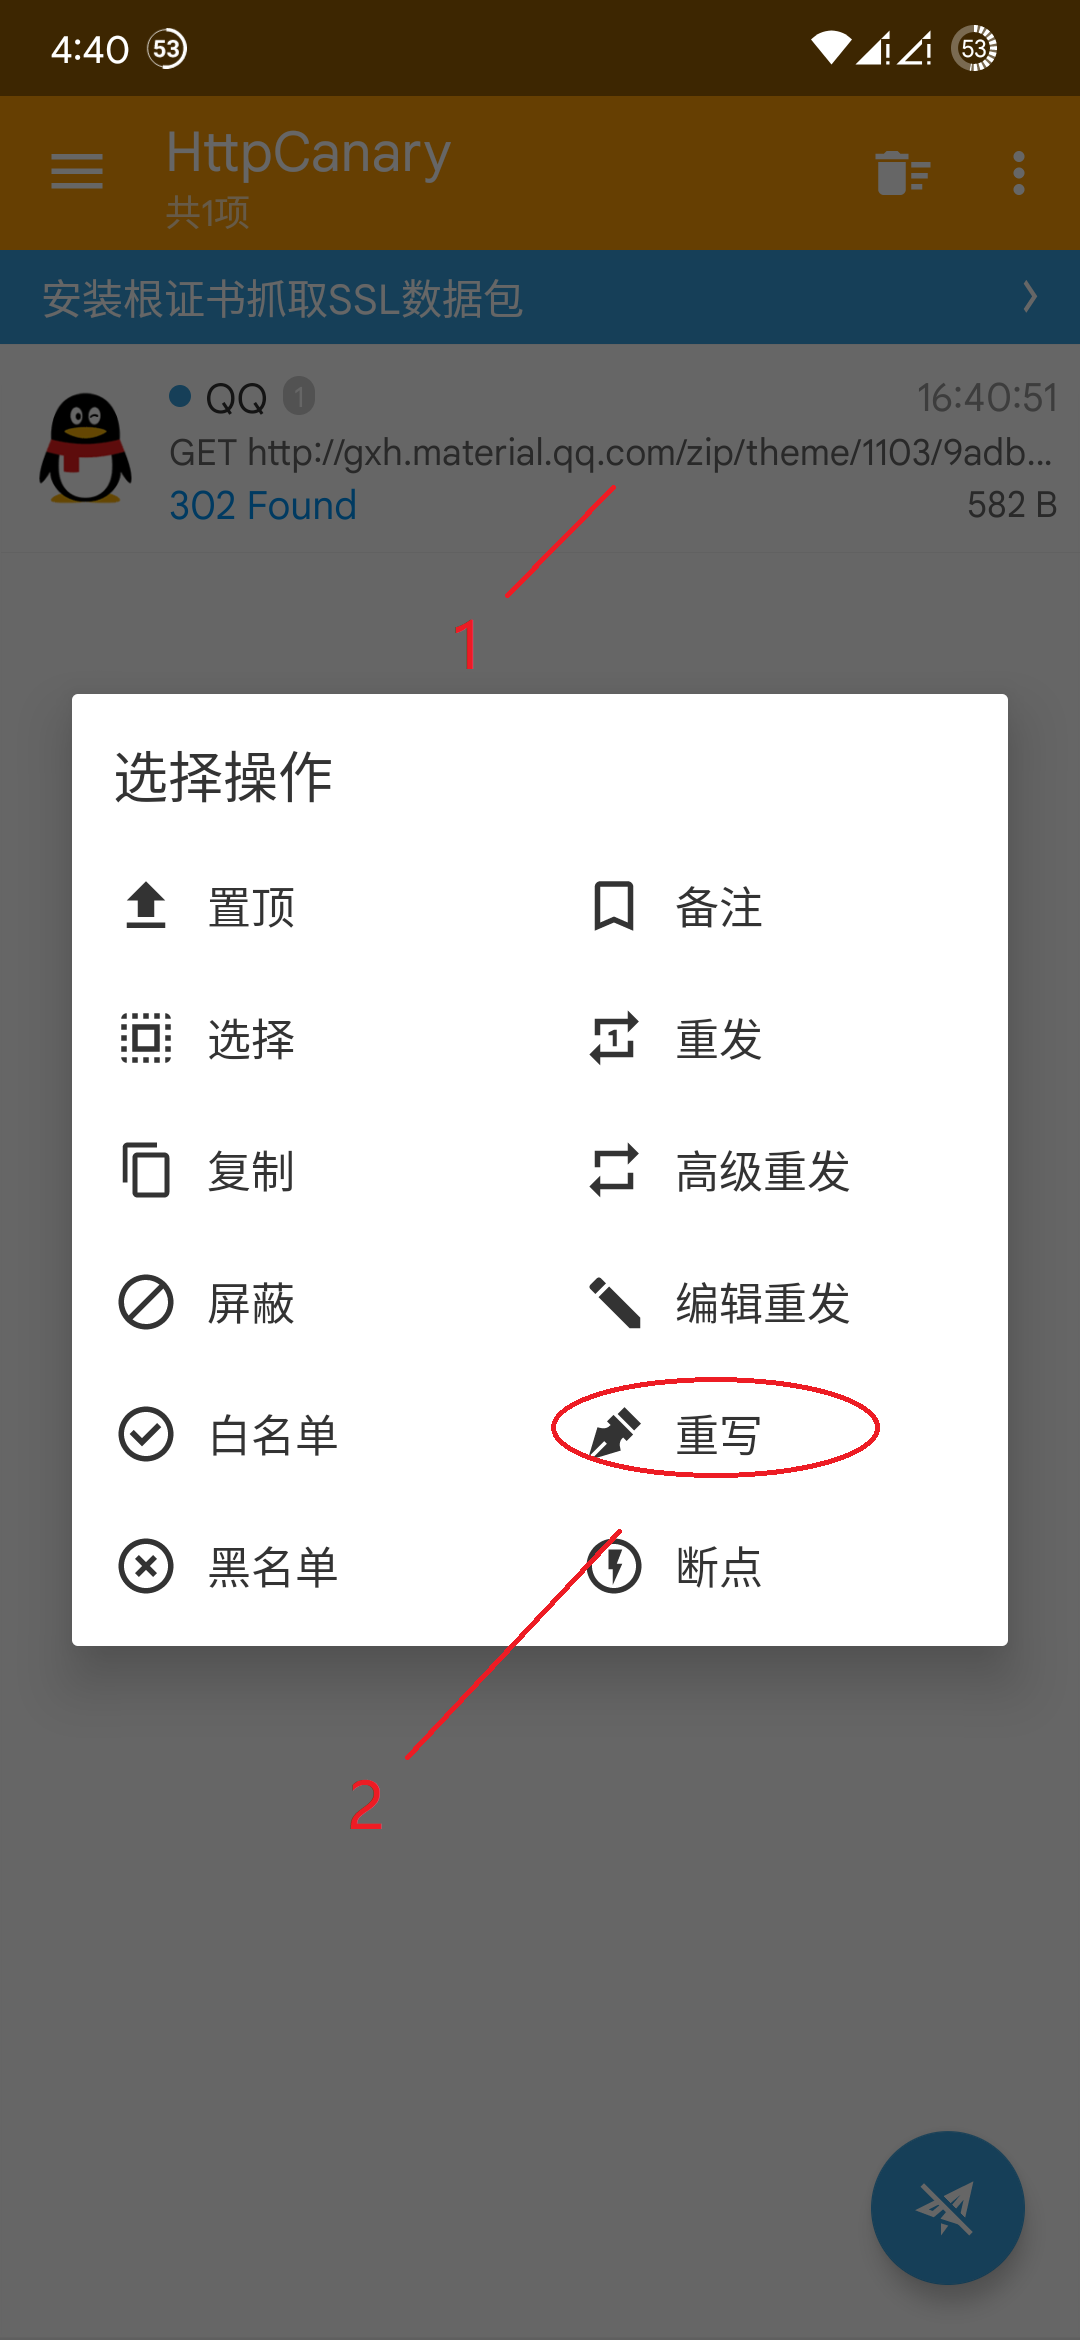 4:40 53 53
HttpCanary
共1项
安装根证书抓取SSL数据包
QQ 1 16:40:51
GET http://gxh.material.qq.com/zip/theme/1103/9adb...
302 Found 582 B
1
选择操作
置顶 备注
选择 1 重发
复制 高级重发
屏蔽 编辑重发
白名单 重写
黑名单 断点
2